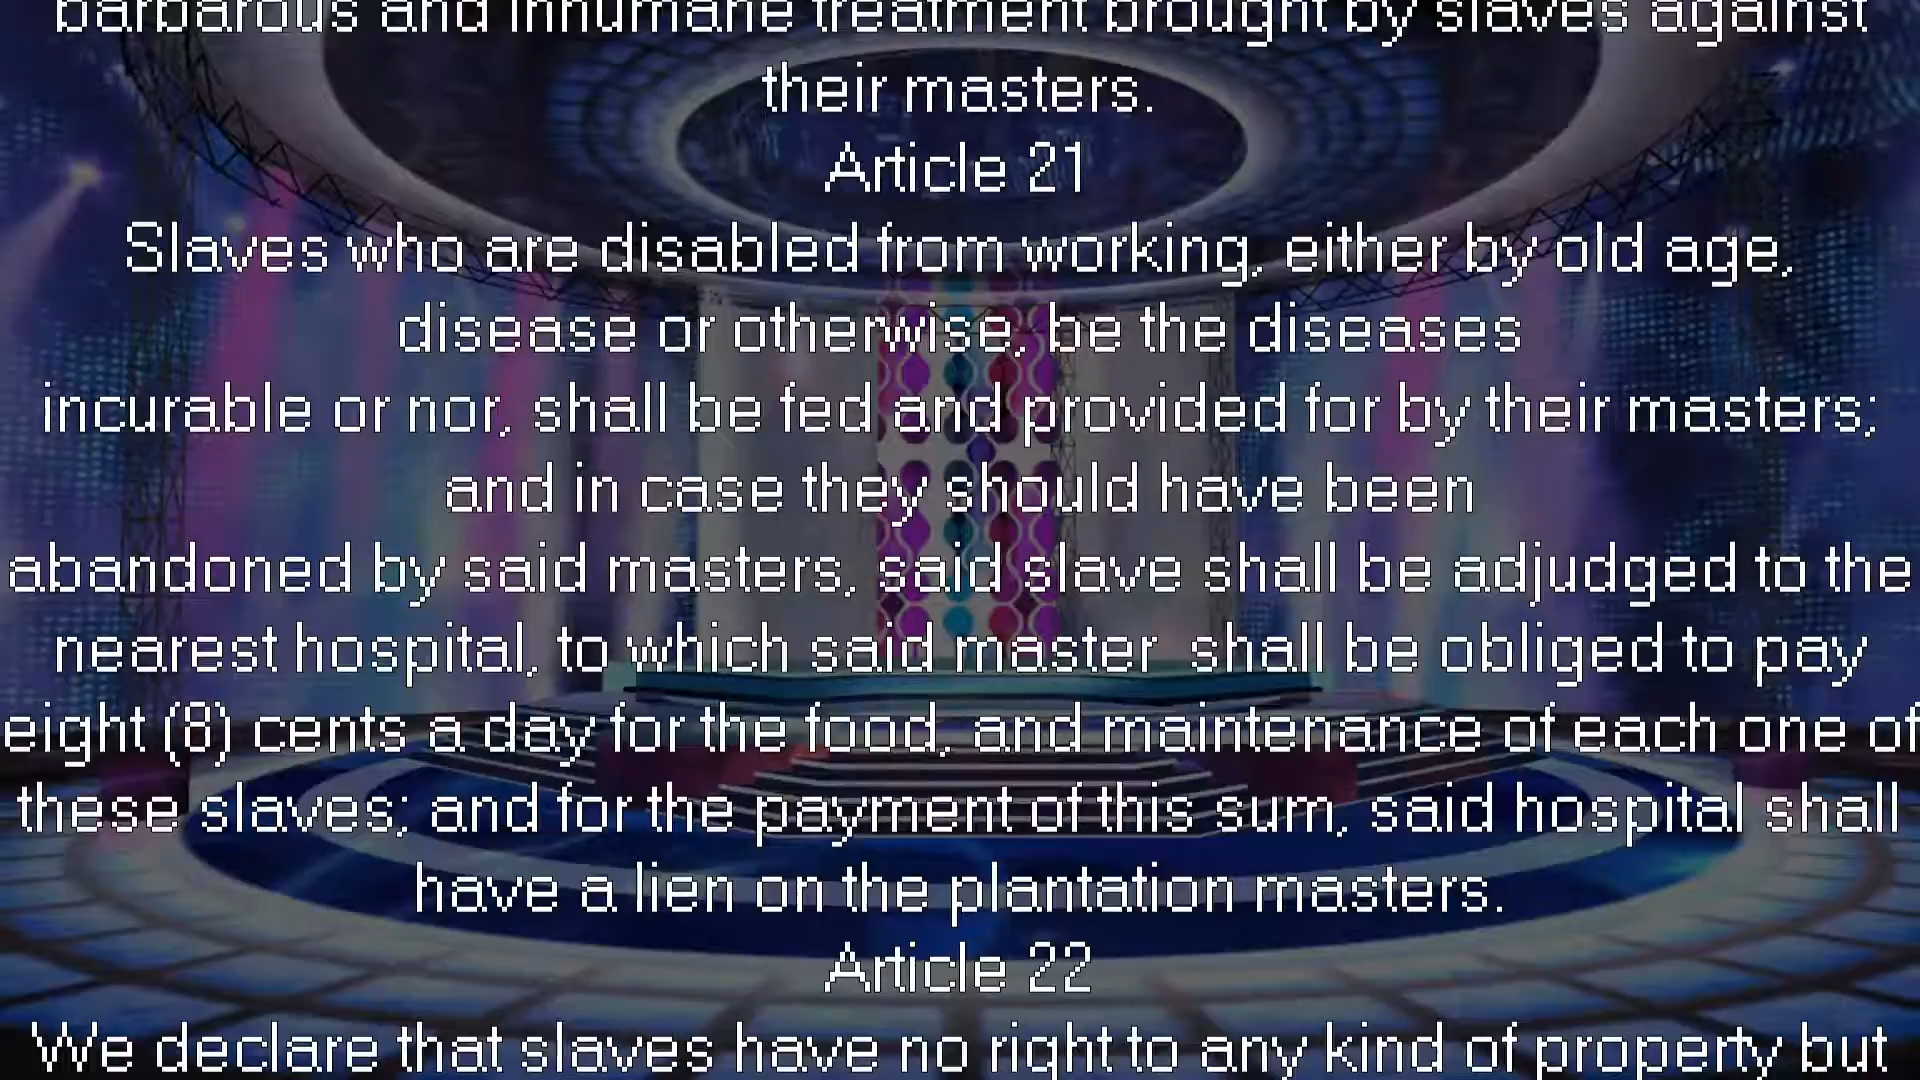 barbarous and inhumane treatment brought by slaves against
their masters.
Article 21
Slaves who are disabled from working, either by old age,
disease or otherwise, be the diseases
incurable or nor, shall be fed and provided for by their masters;
and in case they should have been
abandoned by said masters, said slave shall be adjudged to the
nearest hospital, to which said master  shall be obliged to pay
eight (8) cents a day for the food, and maintenance of each one of
these slaves; and for the payment of this sum, said hospital shall
have a lien on the plantation masters.
Article 22
We declare that slaves have no right to any kind of property but